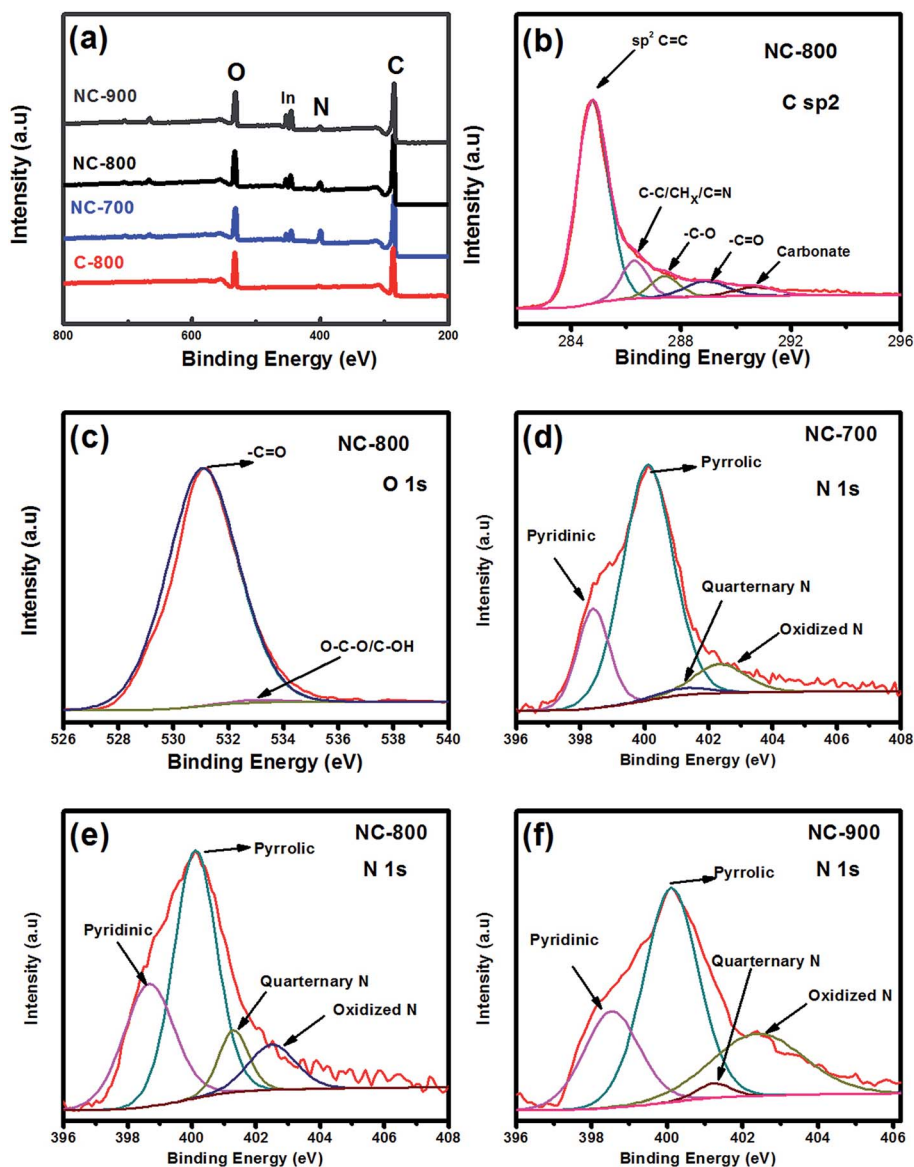 (a)
O
C
In
N
NC-900
NC-800
NC-700
C-800
Intensity (a.u)
800
600
400
200
Binding Energy (eV)
(b)
sp² C=C
NC-800
C sp2
C-C/CHX/C=N
-C-O
-C=O
Carbonate
Intensity (a.u)
284
288
292
296
Binding Energy (eV)
(c)
NC-800
-C=O
O 1s
O-C-O/C-OH
Intensity (a.u)
526
528
530
532
534
536
538
540
Binding Energy (eV)
(d)
NC-700
Pyrrolic
N 1s
Pyridinic
Quarternary N
Oxidized N
Intensity (a.u)
396
398
400
402
404
406
408
Binding Energy (eV)
(e)
NC-800
Pyrrolic
N 1s
Pyridinic
Quarternary N
Oxidized N
Intensity (a.u)
396
398
400
402
404
406
408
Binding Energy (eV)
(f)
NC-900
Pyrrolic
N 1s
Pyridinic
Quarternary N
Oxidized N
Intensity (a.u)
396
398
400
402
404
406
Binding Energy (eV)